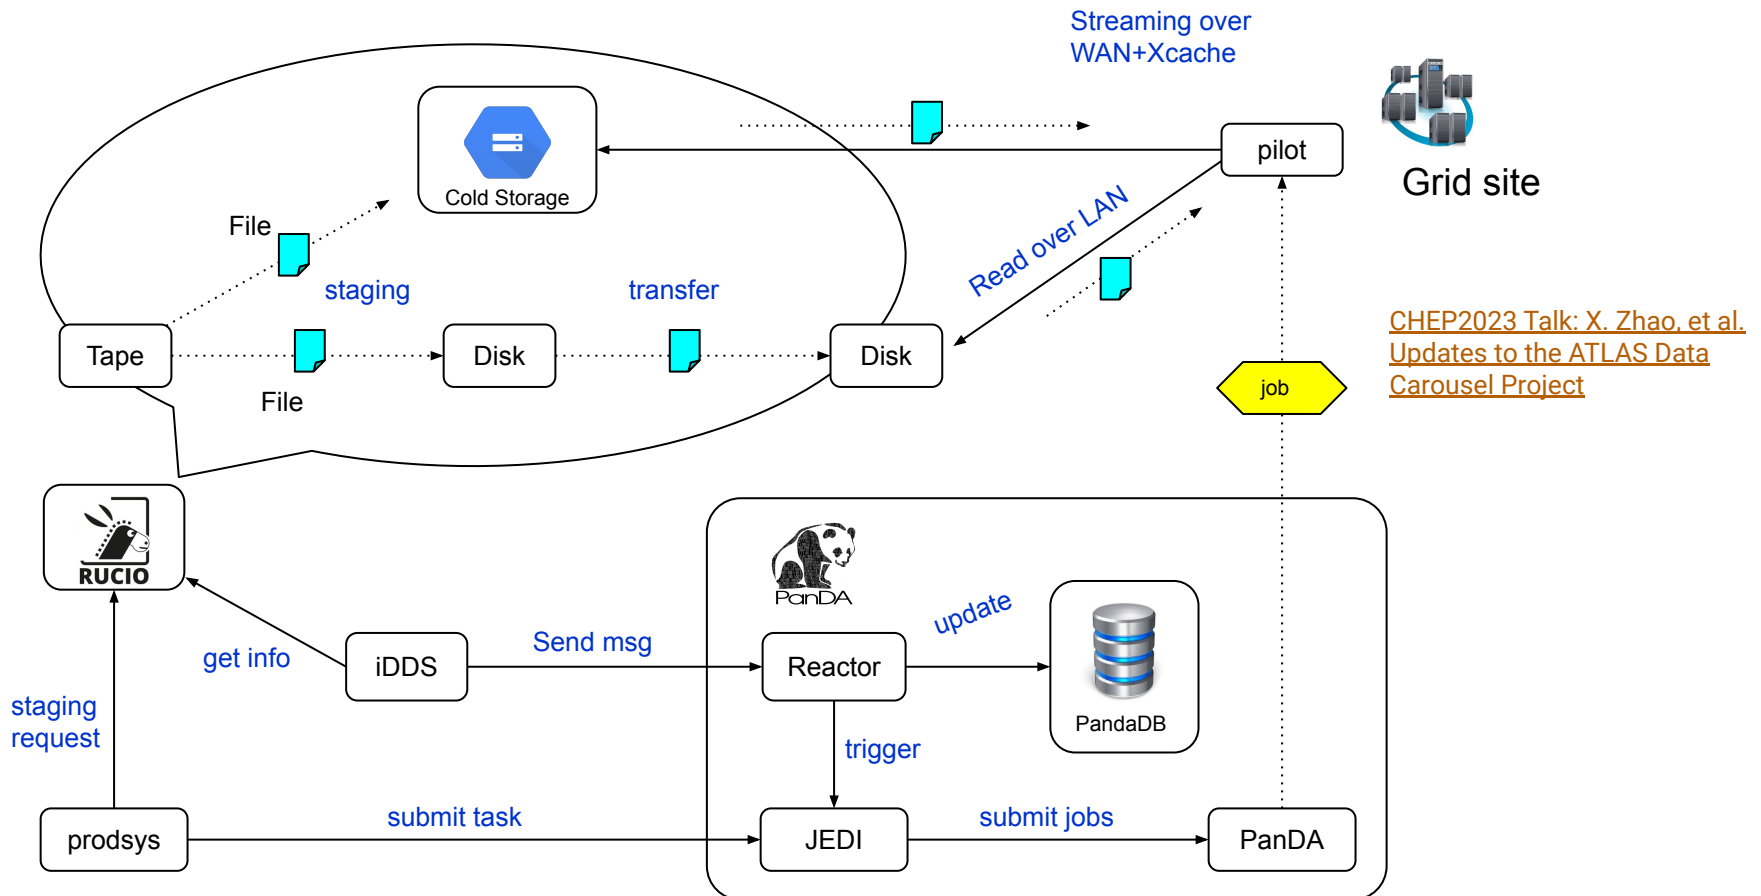 Streaming over
WAN+Xcache
Cold Storage
pilot
Grid site
File
Read over LAN
staging
transfer
Tape
Disk
Disk
File
CHEP2023 Talk: X. Zhao, et al.
Updates to the ATLAS Data
Carousel Project
job
RUCIO
PanDA
update
get info
iDDS
Send msg
Reactor
PandaDB
staging
request
trigger
prodsys
submit task
JEDI
submit jobs
PanDA